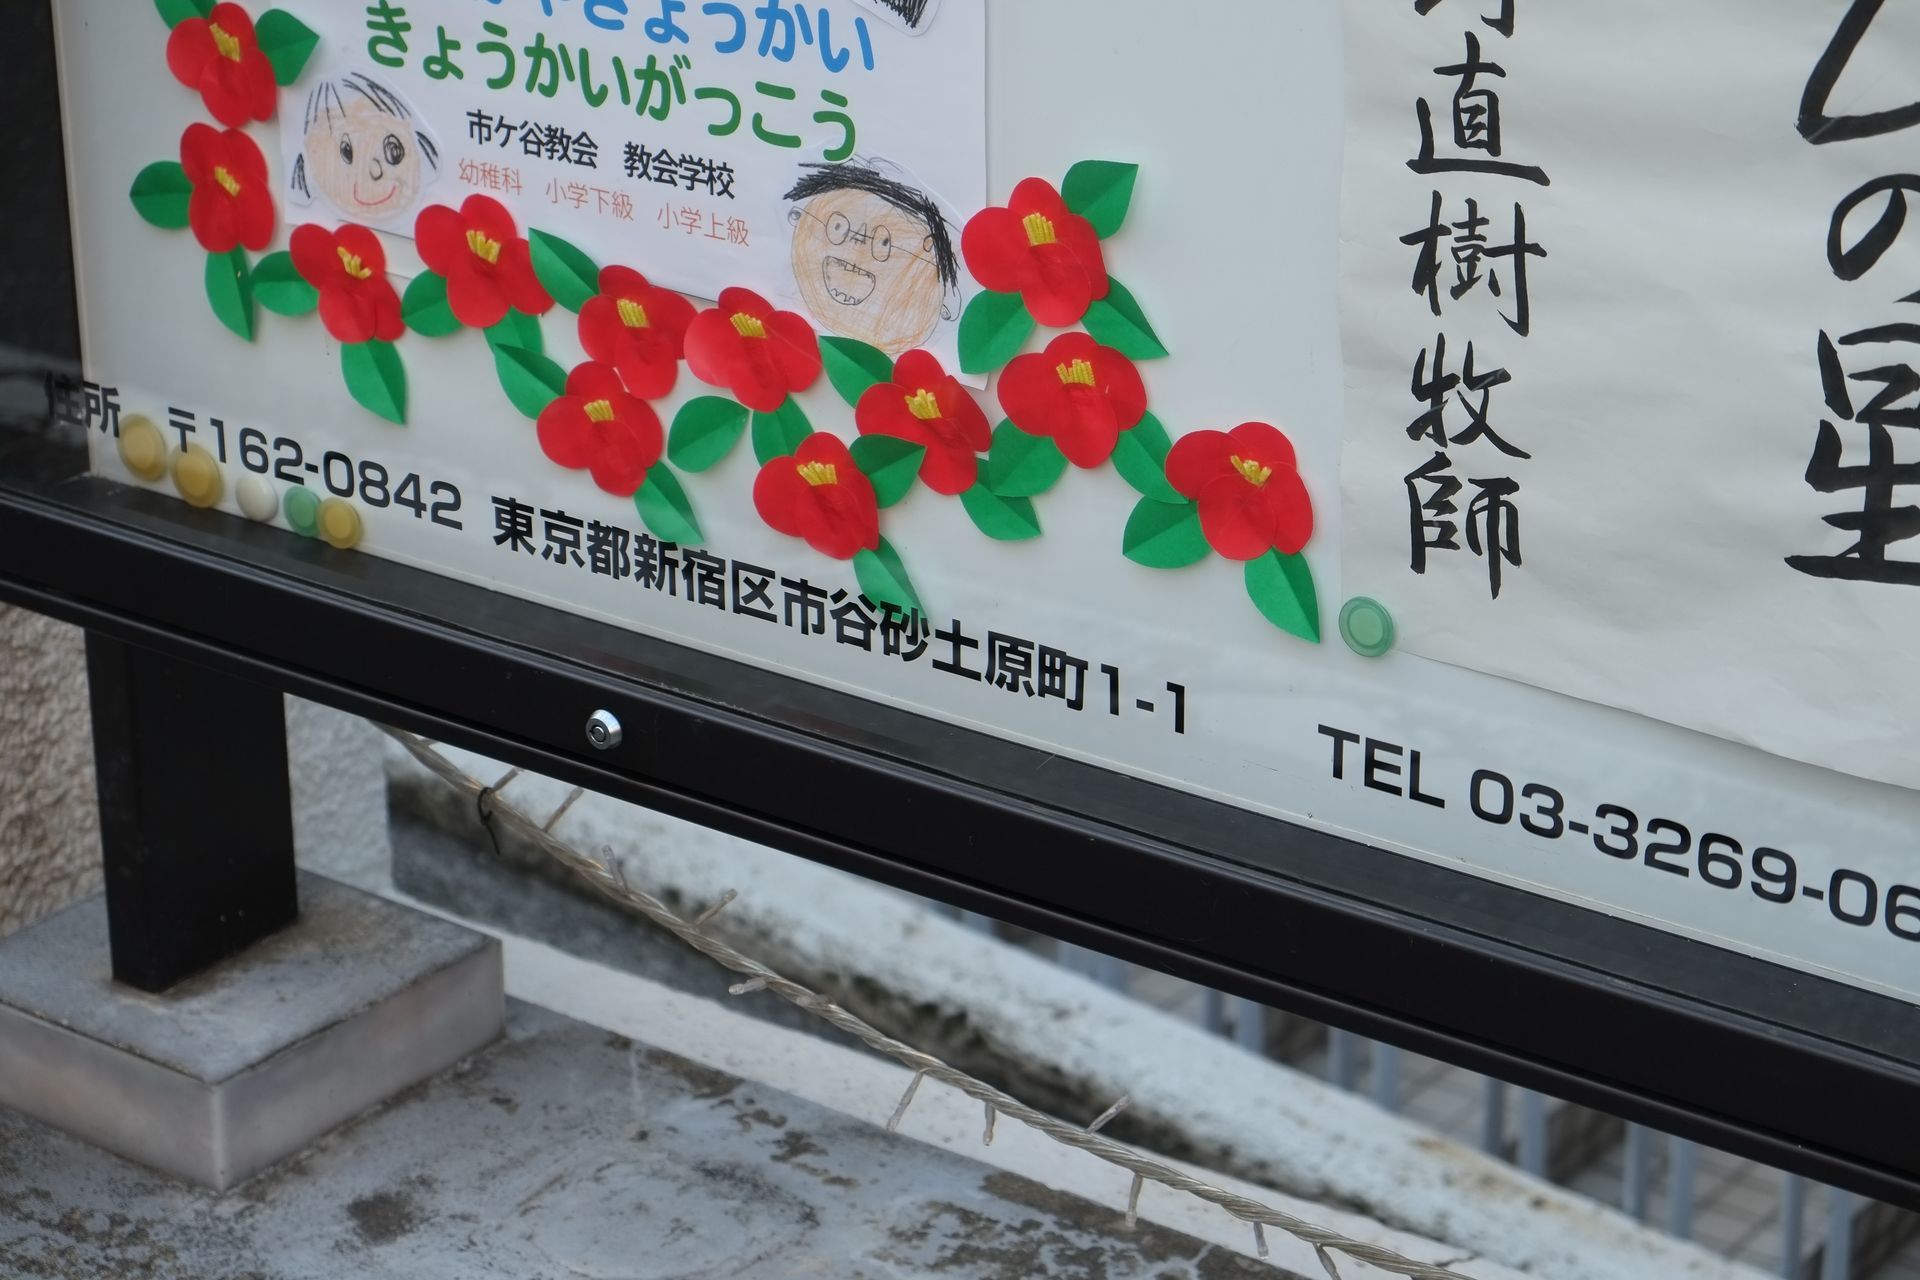 きょうかいがっこう
市ケ谷教会 教会学校
幼稚科 小学下級 小学上級
直樹牧師
の星
住所 〒162-0842 東京都新宿区市谷砂土原町1-1 TEL 03-3269-06